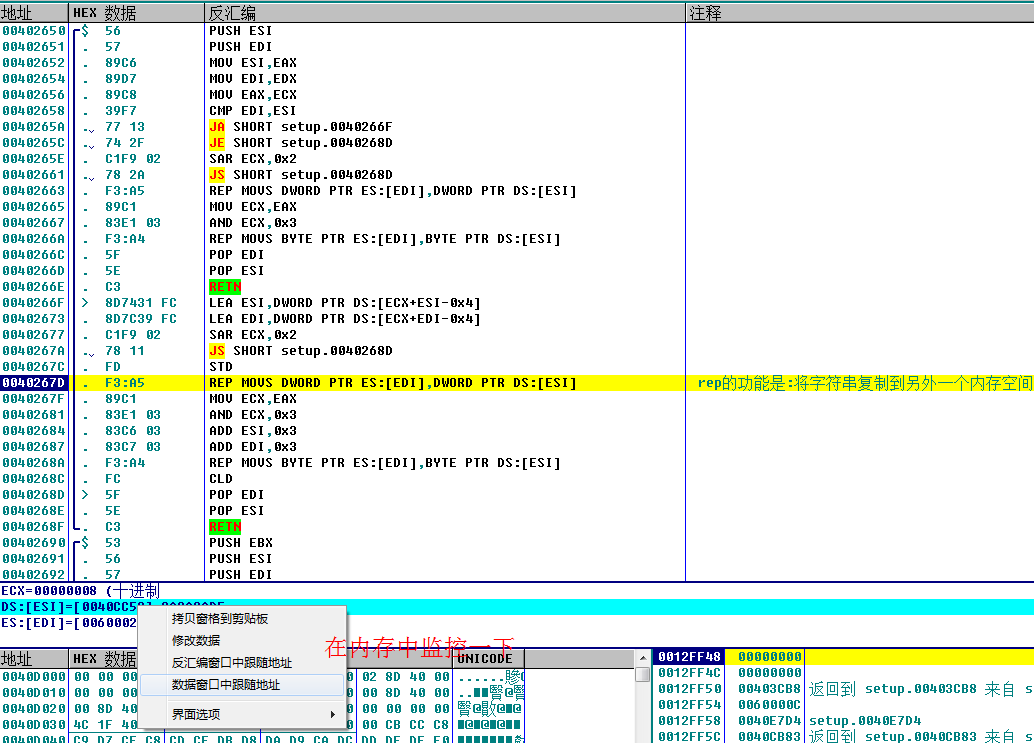 地址 HEX 数据 反汇编 注释
00402650 $ 56 PUSH ESI
00402651 . 57 PUSH EDI
00402652 . 89C6 MOV ESI,EAX
00402654 . 89D7 MOV EDI,EDX
00402656 . 89C8 MOV EAX,ECX
00402658 . 39F7 CMP EDI,ESI
0040265A . 77 13 JA SHORT setup.0040266F
0040265C . 74 2F JE SHORT setup.0040268D
0040265E . C1F9 02 SAR ECX,0x2
00402661 . 78 2A JS SHORT setup.0040268D
00402663 . F3:A5 REP MOVS DWORD PTR ES:[EDI],DWORD PTR DS:[ESI]
00402665 . 89C1 MOV ECX,EAX
00402667 . 83E1 03 AND ECX,0x3
0040266A . F3:A4 REP MOVS BYTE PTR ES:[EDI],BYTE PTR DS:[ESI]
0040266C . 5F POP EDI
0040266D . 5E POP ESI
0040266E . C3 RETN
0040266F > 8D7431 FC LEA ESI,DWORD PTR DS:[ECX+ESI-0x4]
00402673 . 8D7C39 FC LEA EDI,DWORD PTR DS:[ECX+EDI-0x4]
00402677 . C1F9 02 SAR ECX,0x2
0040267A . 78 11 JS SHORT setup.0040268D
0040267C . FD STD
0040267D . F3:A5 REP MOVS DWORD PTR ES:[EDI],DWORD PTR DS:[ESI] rep的功能是:将字符串复制到另外一个内存空间
0040267F . 89C1 MOV ECX,EAX
00402681 . 83E1 03 AND ECX,0x3
00402684 . 83C6 03 ADD ESI,0x3
00402687 . 83C7 03 ADD EDI,0x3
0040268A . F3:A4 REP MOVS BYTE PTR ES:[EDI],BYTE PTR DS:[ESI]
0040268C . FC CLD
0040268D > 5F POP EDI
0040268E . 5E POP ESI
0040268F . C3 RETN
00402690 $ 53 PUSH EBX
00402691 . 56 PUSH ESI
00402692 . 57 PUSH EDI
ECX=00000008 (十进制
DS:[ESI]=[0040CC5
ES:[EDI]=[0060002
拷贝窗格到剪贴板
修改数据
反汇编窗口中跟随地址
数据窗口中跟随地址
界面选项
在内存中监控一下
地址 HEX 数据 UNICODE
0040D000 00 00 00 02 8D 40 00
0040D010 00 00 00 00 8D 40 00
0040D020 00 8D 40 00 00 00 00
0040D030 4C 1F 40 00 CB CC C8
0040D040 C9 D7 CF C8 CD CE DB D8 DA D9 CA DC DD DE DF E0
0012FF48 00000000
0012FF4C 00000000
0012FF50 00403CB8 返回到 setup.00403CB8 来自 s
0012FF54 0060000C
0012FF58 0040E7D4 setup.0040E7D4
0012FF5C 0040CB83 返回到 setup.0040CB83 来自 s